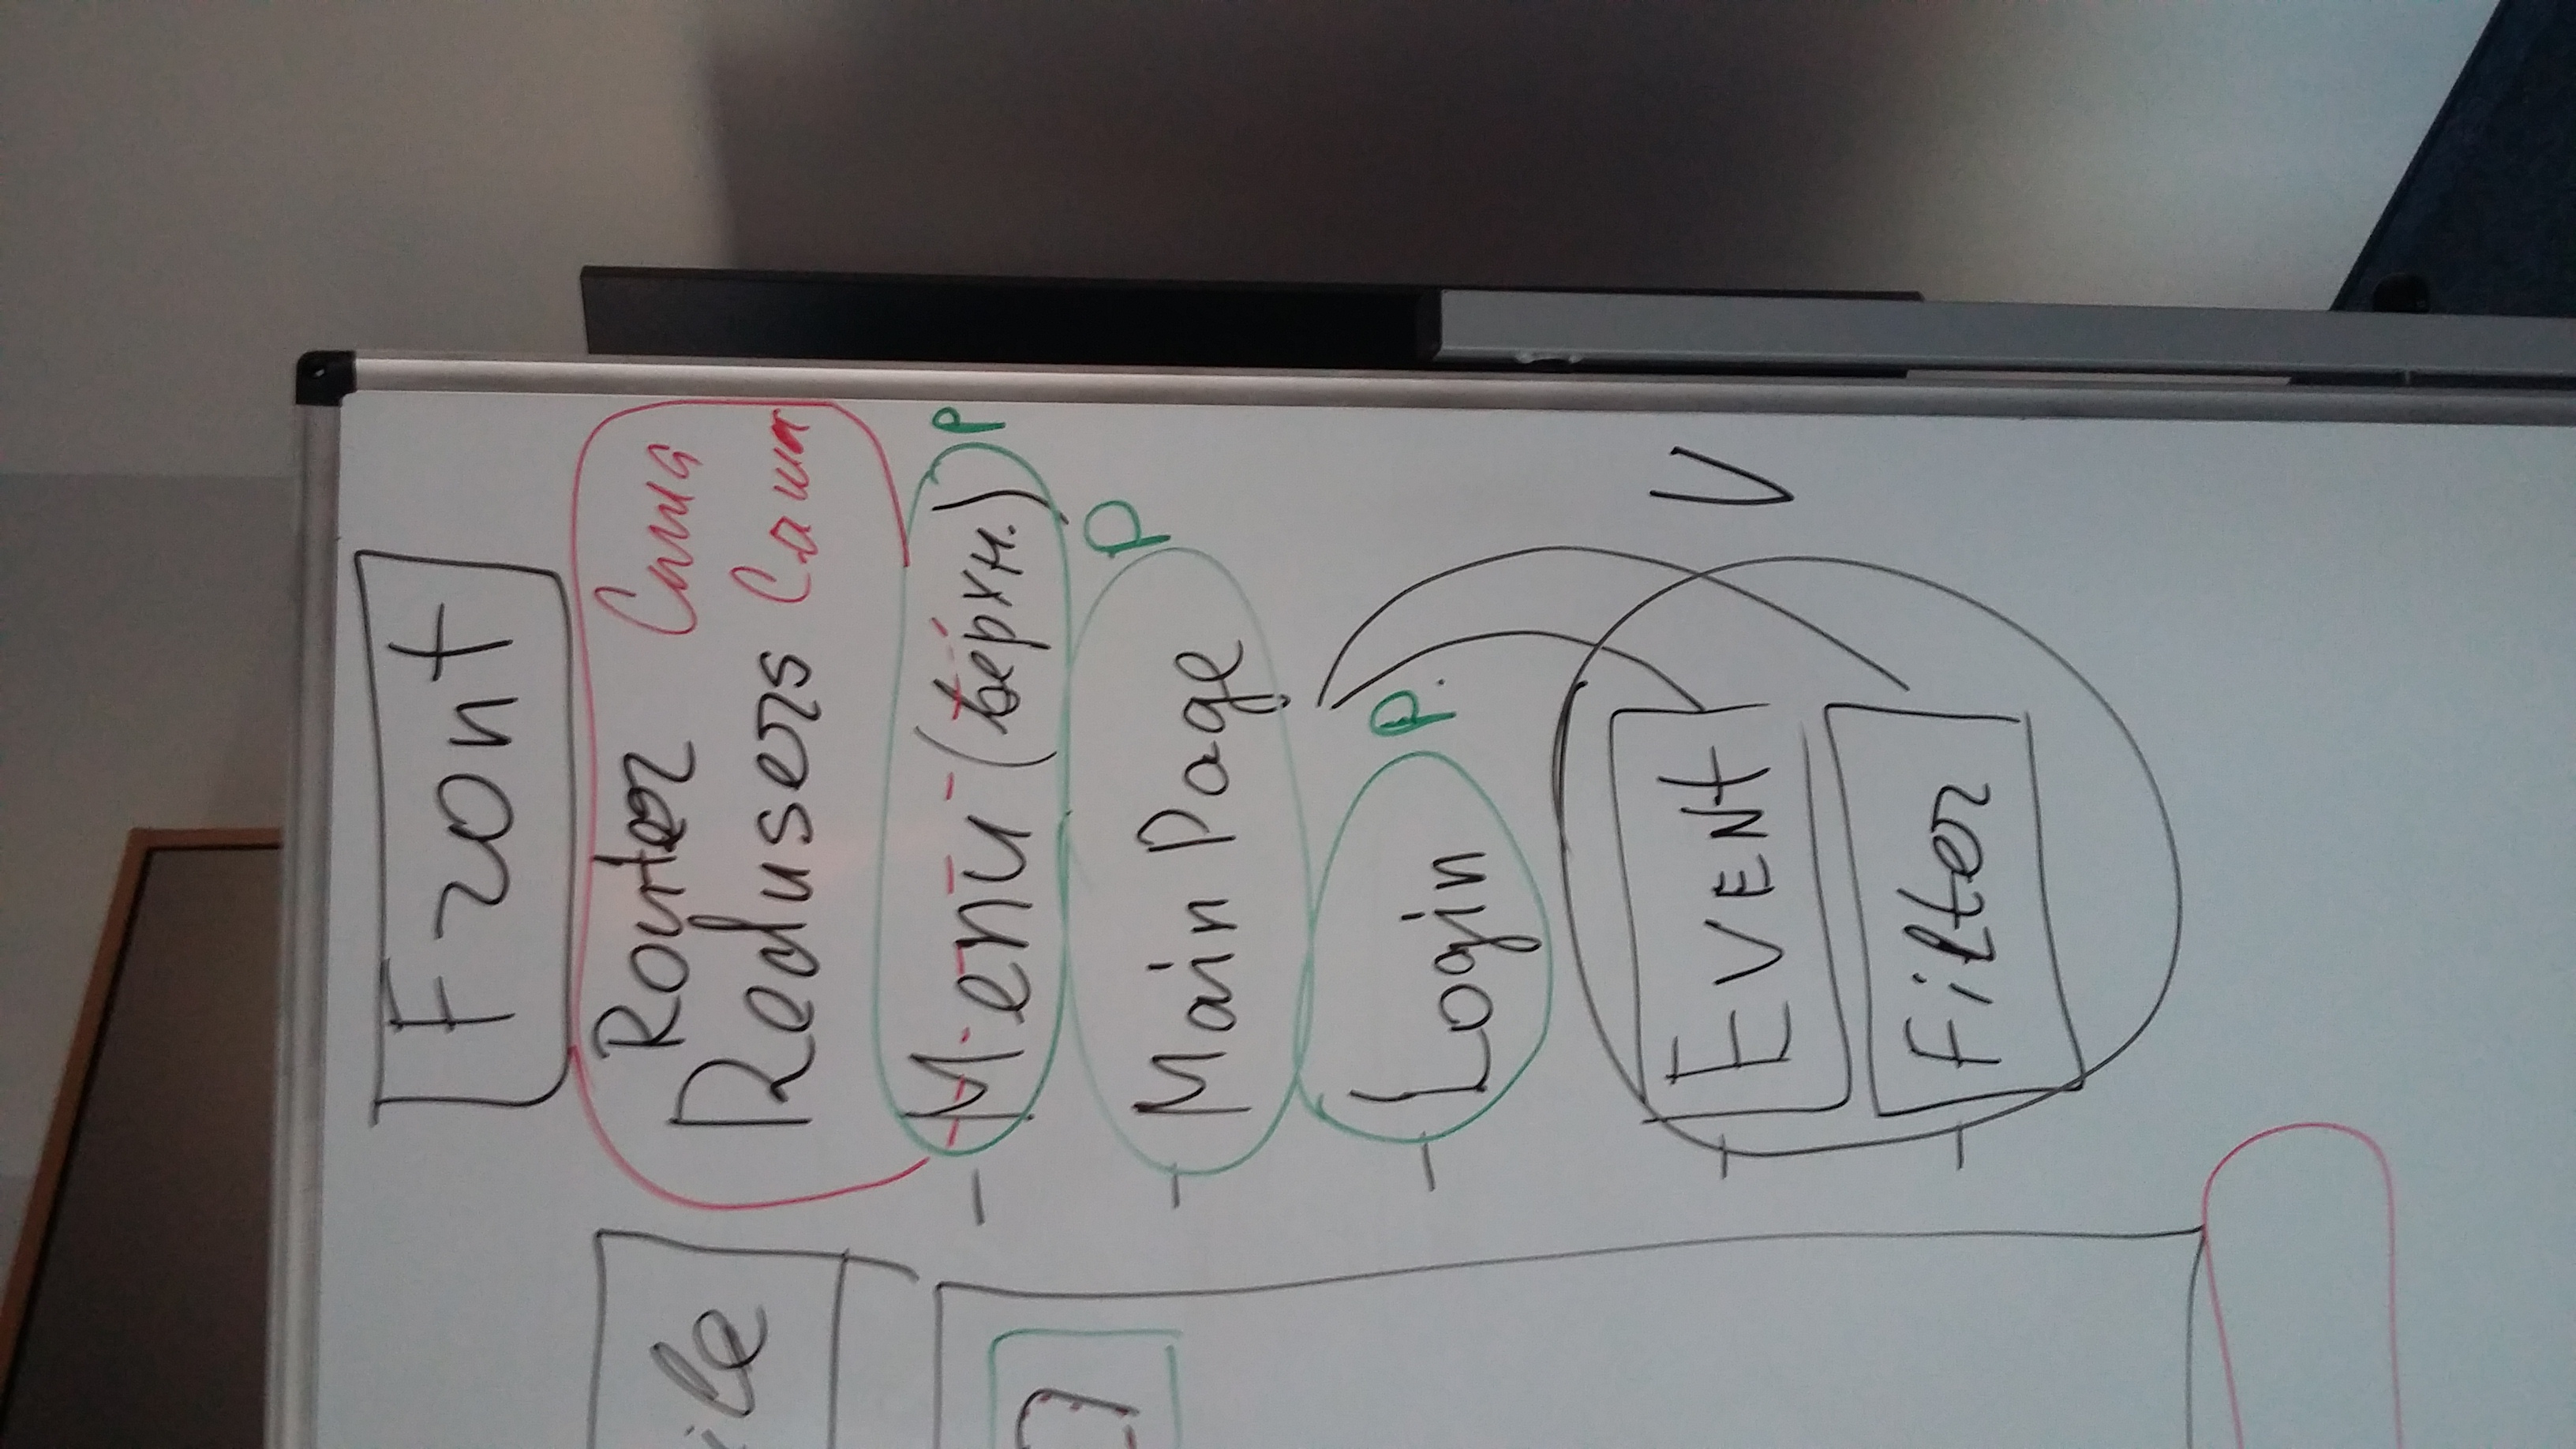 Front
Router Саша
Redusers Саша
ile
- Menu (верхн.) P
- Main Page P
- Login P.
- EVENt V
- Filter